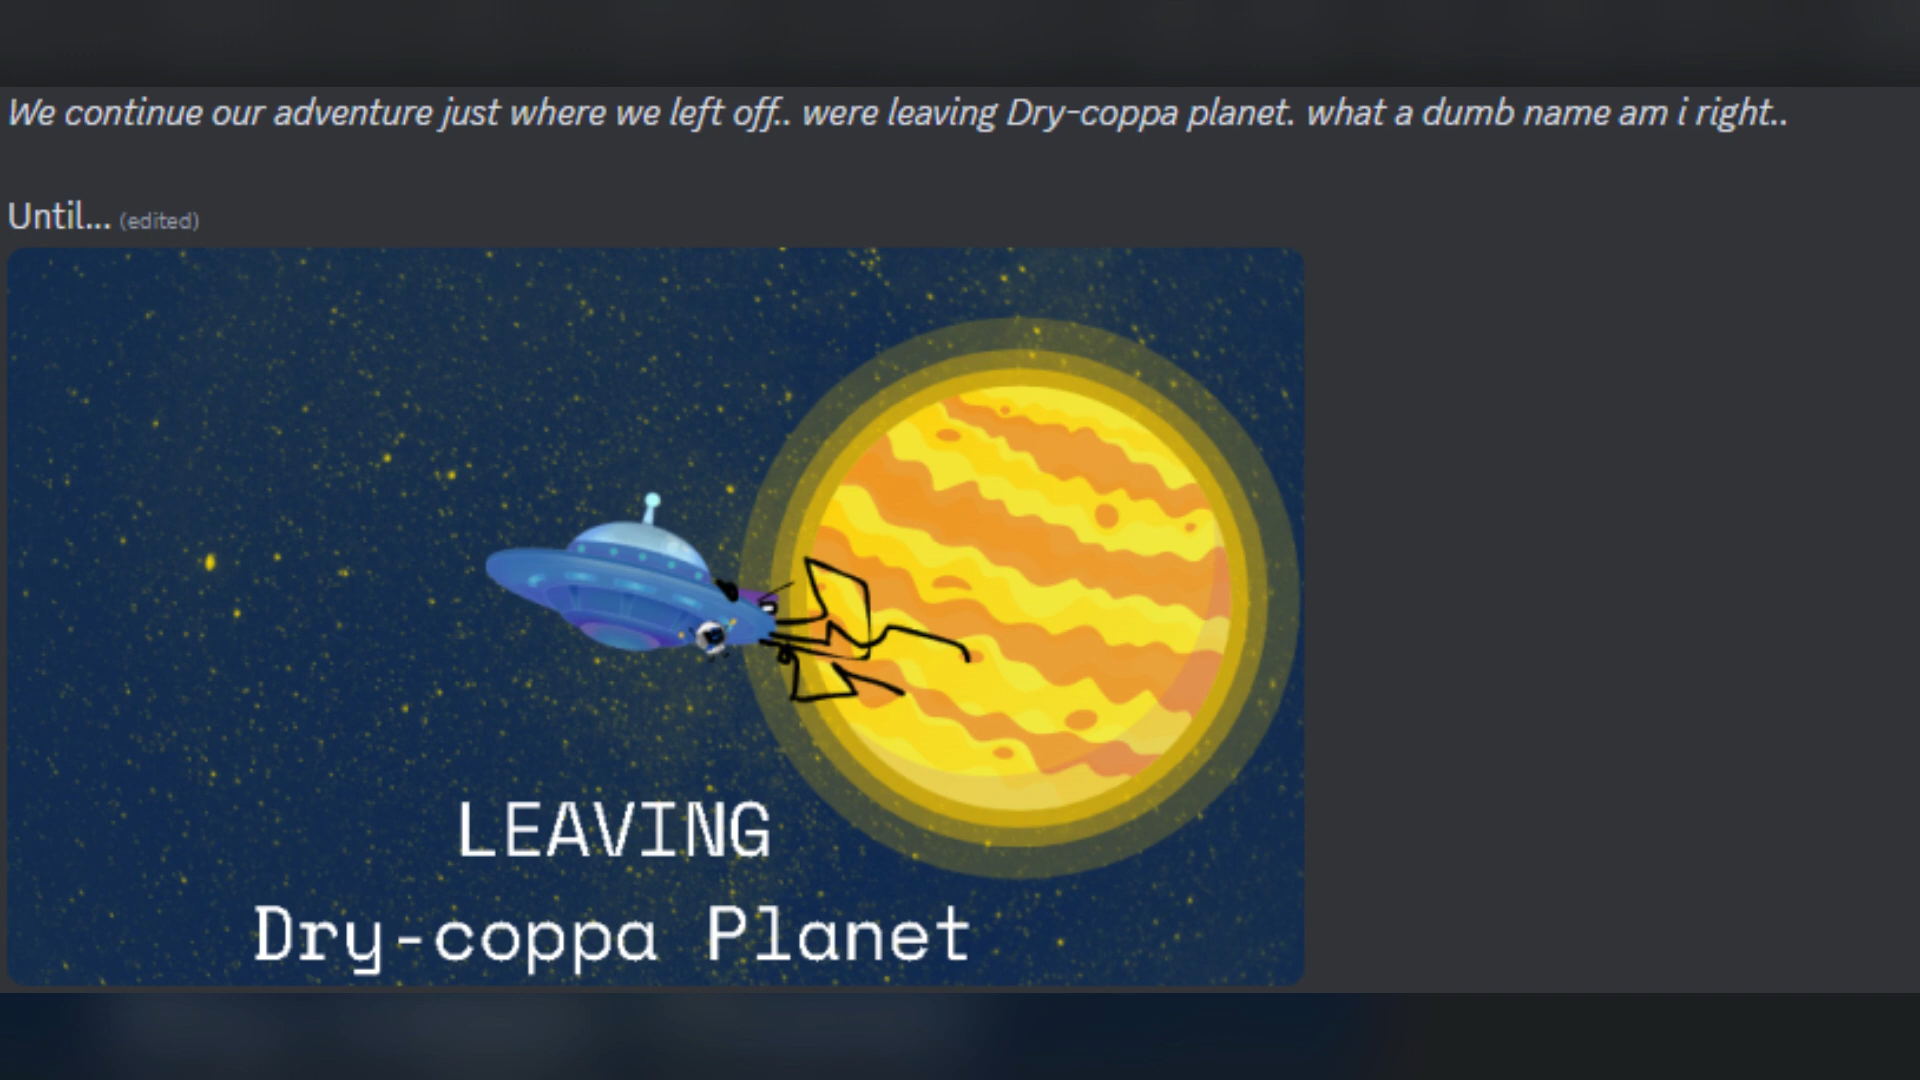 We continue our adventure just where we left off.. were leaving Dry-coppa planet. what a dumb name am i right..
Until... (edited)
LEAVING
Dry-coppa Planet